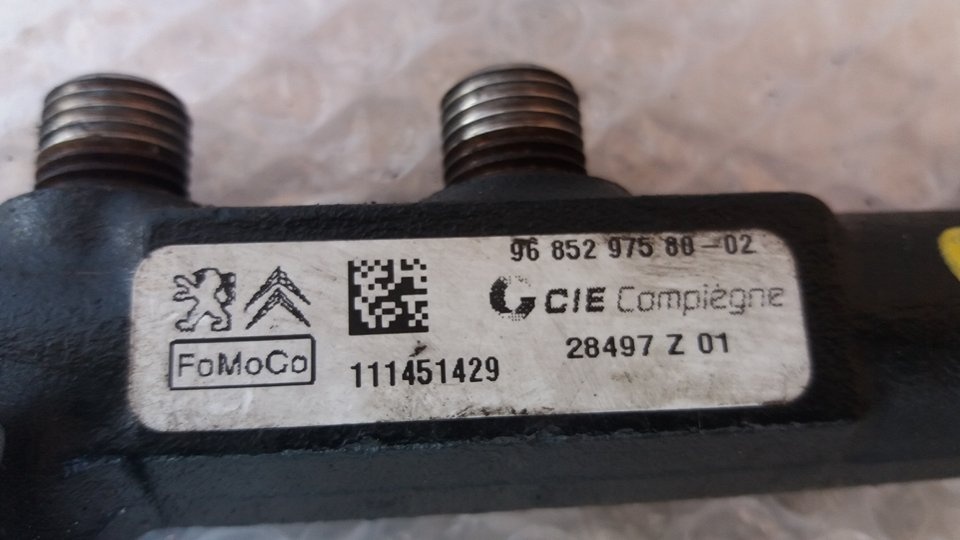 96 852 975 80-02
CIE Compiègne
28497 Z 01
FoMoCo
111451429